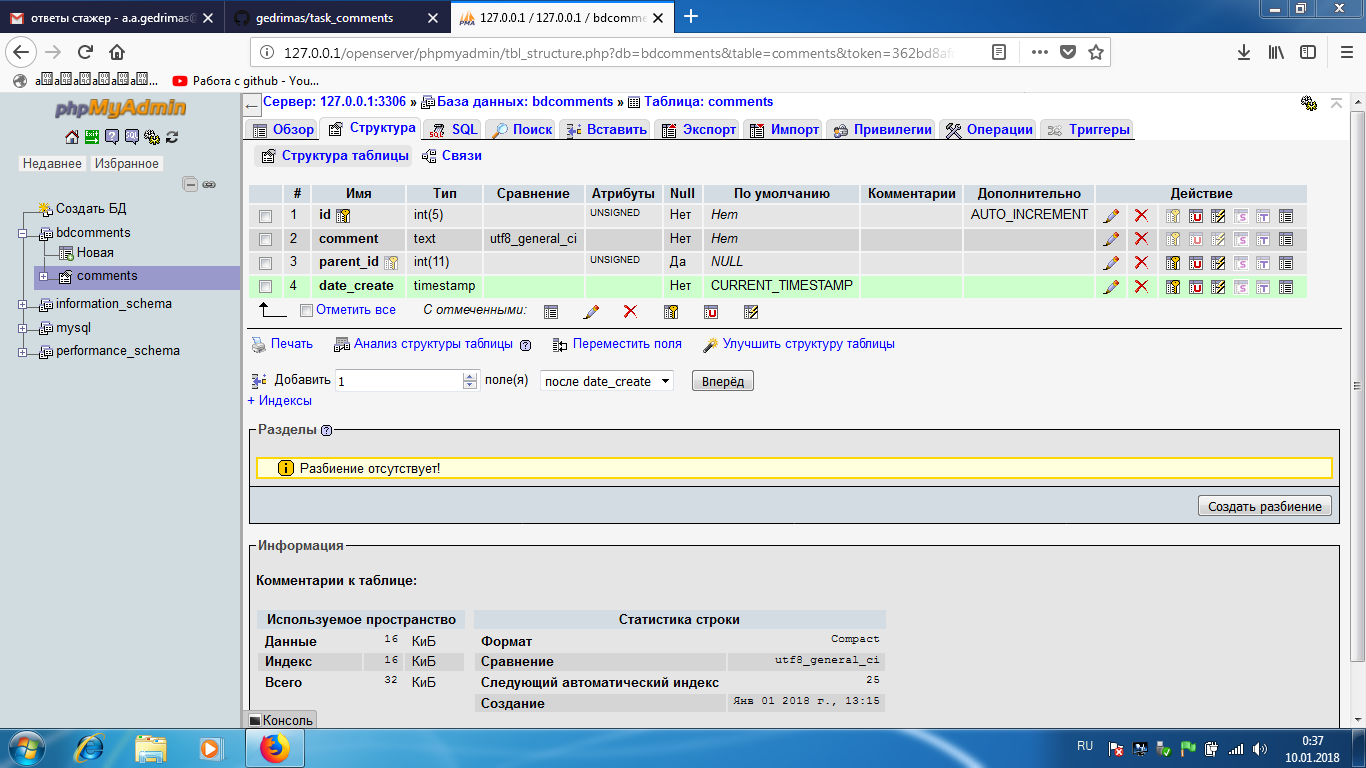 ответы стажер - a.a.gedrimas@
gedrimas/task_comments
127.0.0.1 / 127.0.0.1 / bdcomme
127.0.0.1/openserver/phpmyadmin/tbl_structure.php?db=bdcomments&table=comments&token=362bd8af
Работа с github - You...
phpMyAdmin
Недавнее Избранное
Создать БД
bdcomments
Новая
comments
information_schema
mysql
performance_schema
Сервер: 127.0.0.1:3306 » База данных: bdcomments » Таблица: comments
Обзор Структура SQL Поиск Вставить Экспорт Импорт Привилегии Операции Триггеры
Структура таблицы Связи
# Имя Тип Сравнение Атрибуты Null По умолчанию Комментарии Дополнительно Действие
1 id int(5) UNSIGNED Нет Нет AUTO_INCREMENT
2 comment text utf8_general_ci Нет Нет
3 parent_id int(11) UNSIGNED Да NULL
4 date_create timestamp Нет CURRENT_TIMESTAMP
Отметить все С отмеченными:
Печать Анализ структуры таблицы Переместить поля Улучшить структуру таблицы
Добавить 1 поле(я) после date_create Вперёд
+ Индексы
Разделы
Разбиение отсутствует!
Создать разбиение
Информация
Комментарии к таблице:
Используемое пространство
Данные 16 КиБ
Индекс 16 КиБ
Всего 32 КиБ
Статистика строки
Формат Compact
Сравнение utf8_general_ci
Следующий автоматический индекс 25
Создание Янв 01 2018 г., 13:15
Консоль
RU
0:37
10.01.2018